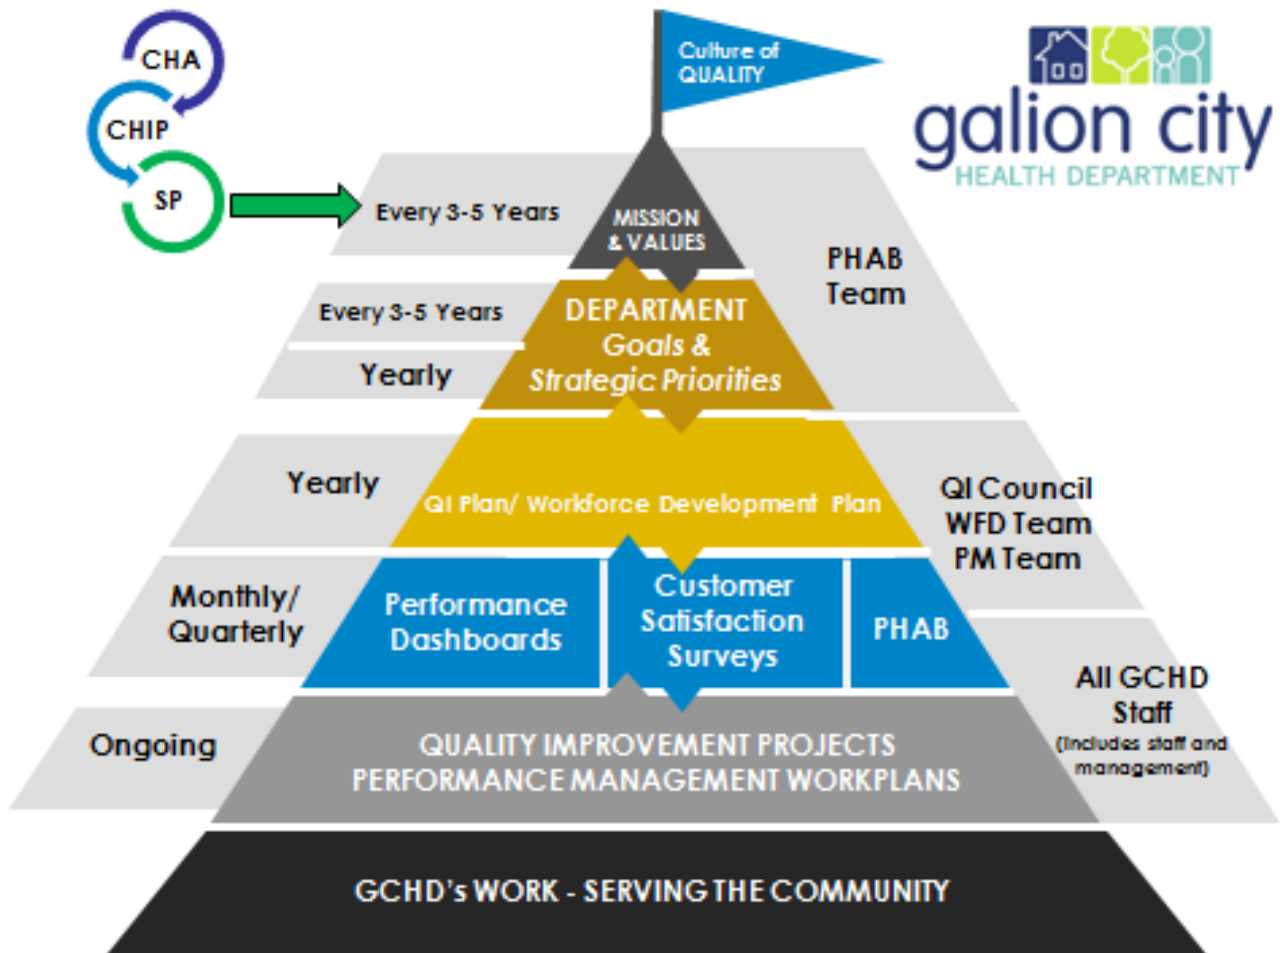 CHA
CHIP
SP
Culture of
QUALITY
galion city
HEALTH DEPARTMENT
Every 3-5 Years
MISSION
& VALUES
PHAB
Team
Every 3-5 Years
Yearly
DEPARTMENT
Goals &
Strategic Priorities
Yearly
QI Plan/ Workforce Development Plan
QI Council
WFD Team
PM Team
Monthly/
Quarterly
Performance
Dashboards
Customer
Satisfaction
Surveys
PHAB
All GCHD
Staff
(Includes staff and
management)
Ongoing
QUALITY IMPROVEMENT PROJECTS
PERFORMANCE MANAGEMENT WORKPLANS
GCHD's WORK - SERVING THE COMMUNITY